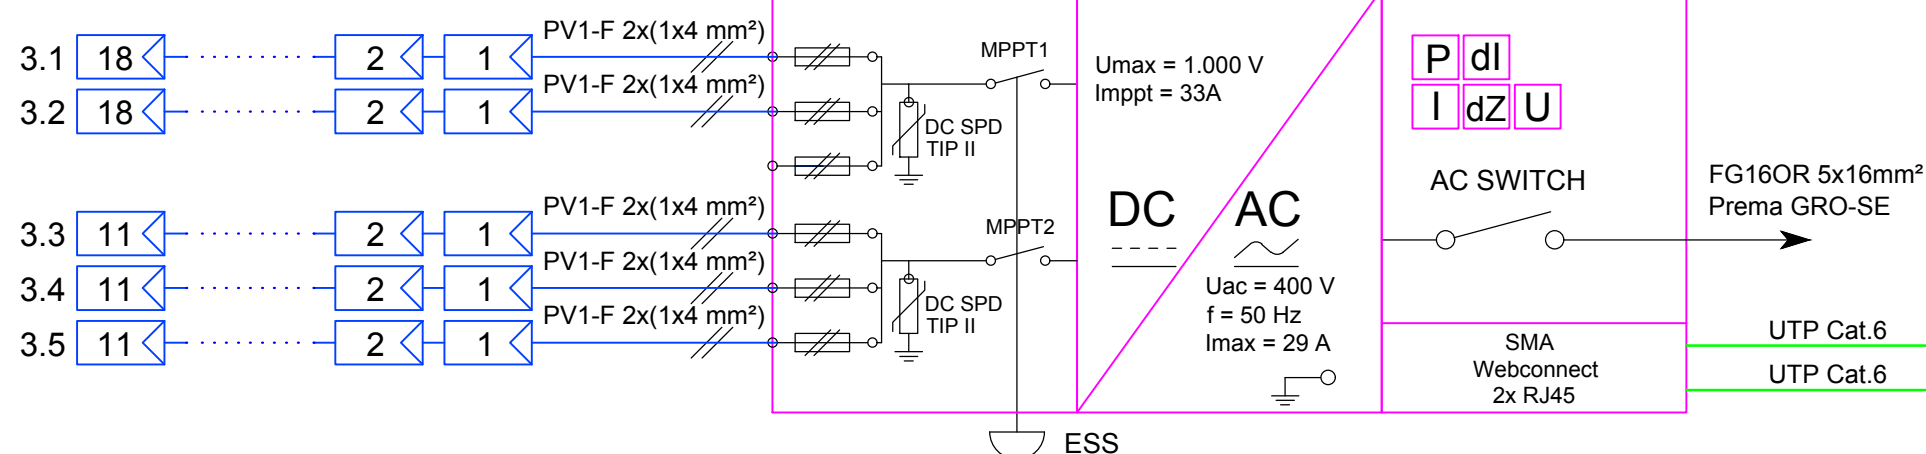 3.1 18 2 1 PV1-F 2x(1x4 mm²)
3.2 18 2 1 PV1-F 2x(1x4 mm²)
3.3 11 2 1 PV1-F 2x(1x4 mm²)
3.4 11 2 1 PV1-F 2x(1x4 mm²)
3.5 11 2 1 PV1-F 2x(1x4 mm²)
MPPT1
DC SPD
TIP II
MPPT2
DC SPD
TIP II
ESS
Umax = 1.000 V
Imppt = 33A
DC
AC
Uac = 400 V
f = 50 Hz
Imax = 29 A
P dI
I dZ U
AC SWITCH
SMA
Webconnect
2x RJ45
FG16OR 5x16mm²
Prema GRO-SE
UTP Cat.6
UTP Cat.6